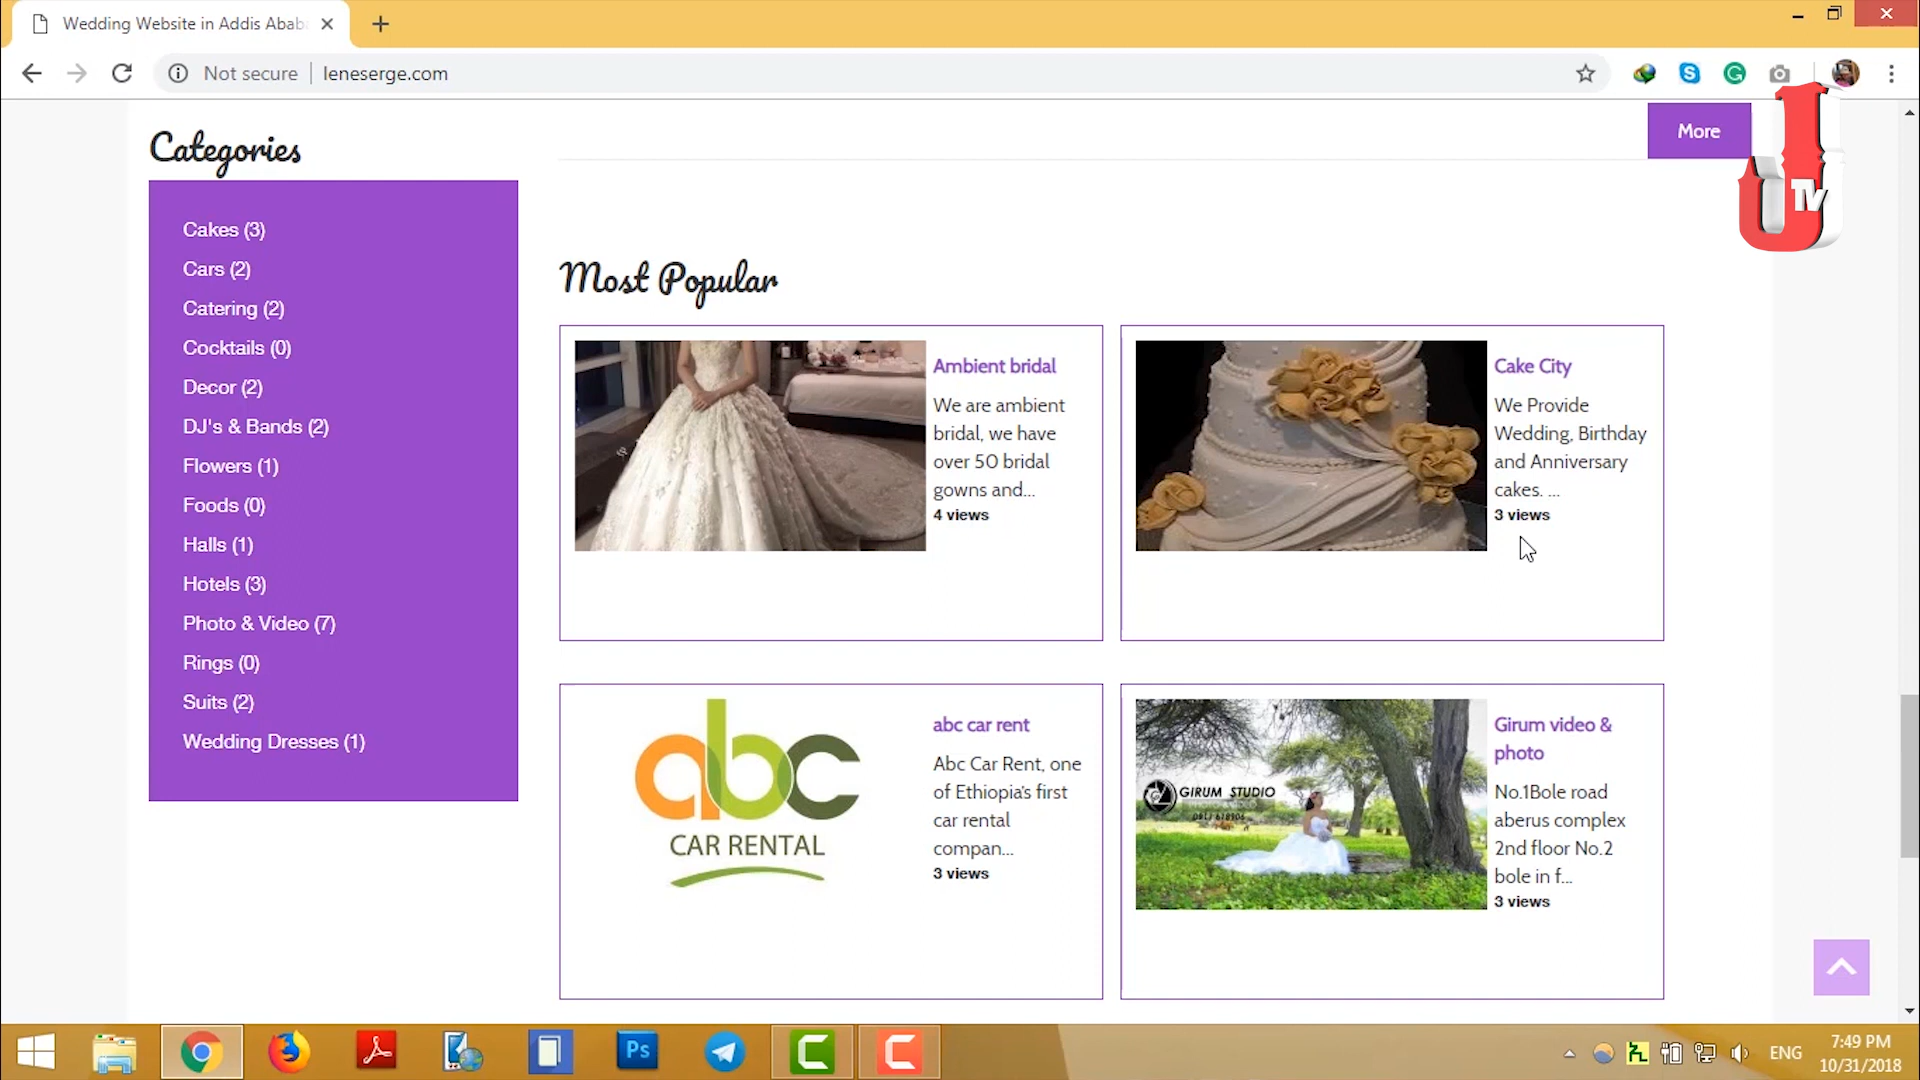 Wedding Website in Addis Abab
Not secure
leneserge.com
More
TV
Categories
Cakes (3)
Cars (2)
Catering (2)
Cocktails (0)
Decor (2)
DJ's & Bands (2)
Flowers (1)
Foods (0)
Halls (1)
Hotels (3)
Photo & Video (7)
Rings (0)
Suits (2)
Wedding Dresses (1)
Most Popular
Ambient bridal
We are ambient
bridal, we have
over 50 bridal
gowns and...
4 views
Cake City
We Provide
Wedding, Birthday
and Anniversary
cakes. ...
3 views
abc
CAR RENTAL
abc car rent
Abc Car Rent, one
of Ethiopia's first
car rental
compan...
3 views
GIRUM STUDIO
PHOTO & VIDEO
Girum video &
photo
No.1Bole road
aberus complex
2nd floor No.2
bole in f...
3 views
Ps
ENG
7:49 PM
10/31/2018